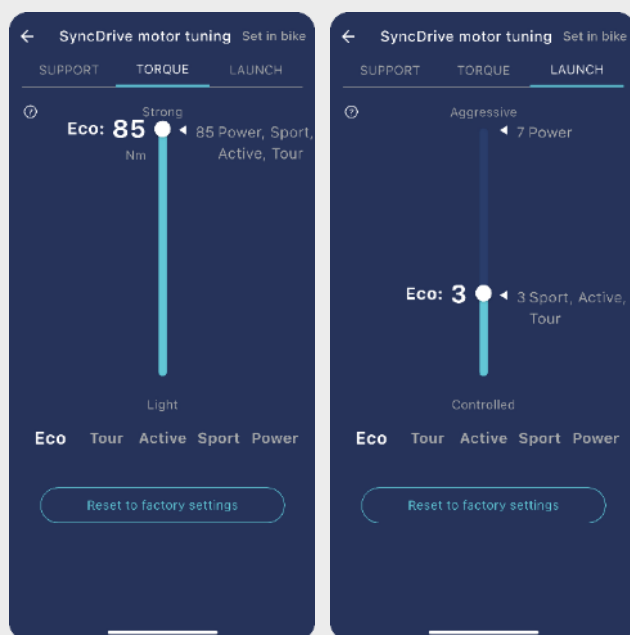 SyncDrive motor tuning Set in bike
SUPPORT TORQUE LAUNCH
Strong
Eco: 85 85 Power, Sport,
Nm Active, Tour
Light
Eco Tour Active Sport Power
Reset to factory settings
SyncDrive motor tuning Set in bike
SUPPORT TORQUE LAUNCH
Aggressive
7 Power
Eco: 3 3 Sport, Active,
Tour
Controlled
Eco Tour Active Sport Power
Reset to factory settings